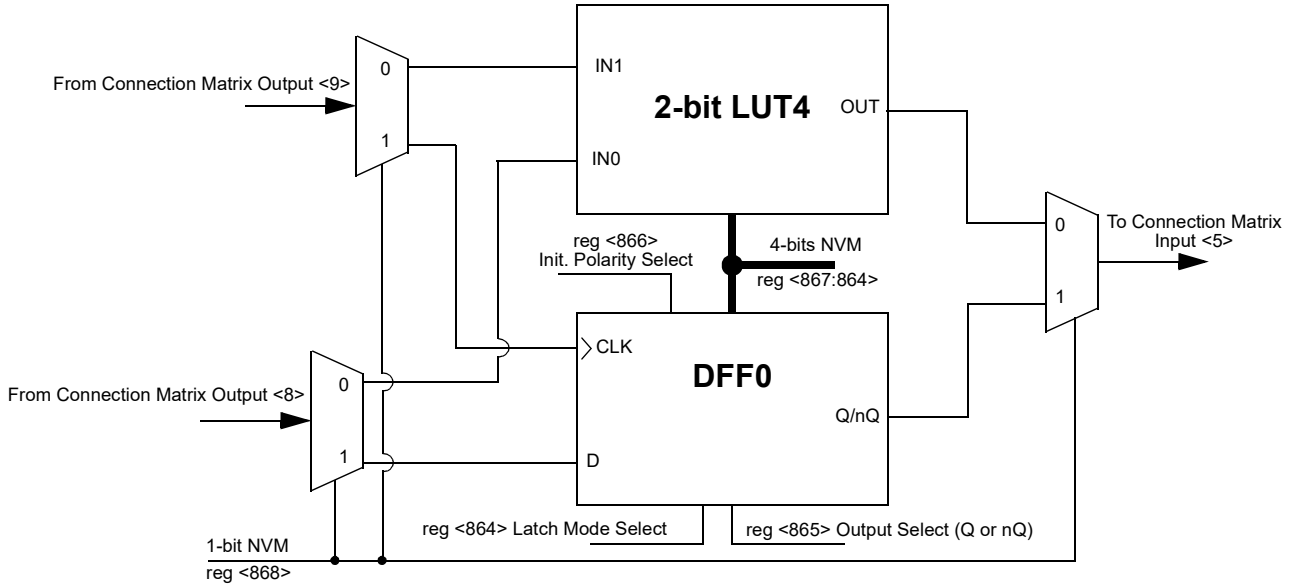 From Connection Matrix Output <9>
0
1
IN1
IN0
2-bit LUT4
OUT
reg <866>
Init. Polarity Select
4-bits NVM
reg <867:864>
0
1
To Connection Matrix
Input <5>
From Connection Matrix Output <8>
0
1
CLK
D
DFF0
Q/nQ
reg <864> Latch Mode Select
reg <865> Output Select (Q or nQ)
1-bit NVM
reg <868>